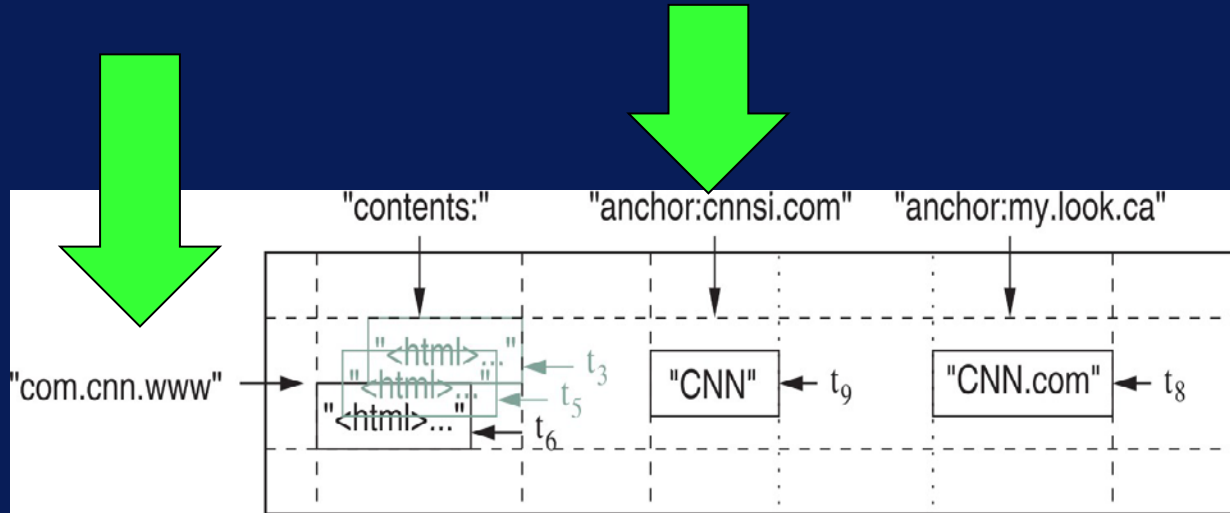 "contents:" "anchor:cnnsi.com" "anchor:my.look.ca"
"<html>..." t3
"com.cnn.www" "<html>..." t5 "CNN" t9 "CNN.com" t8
"<html>..." t6